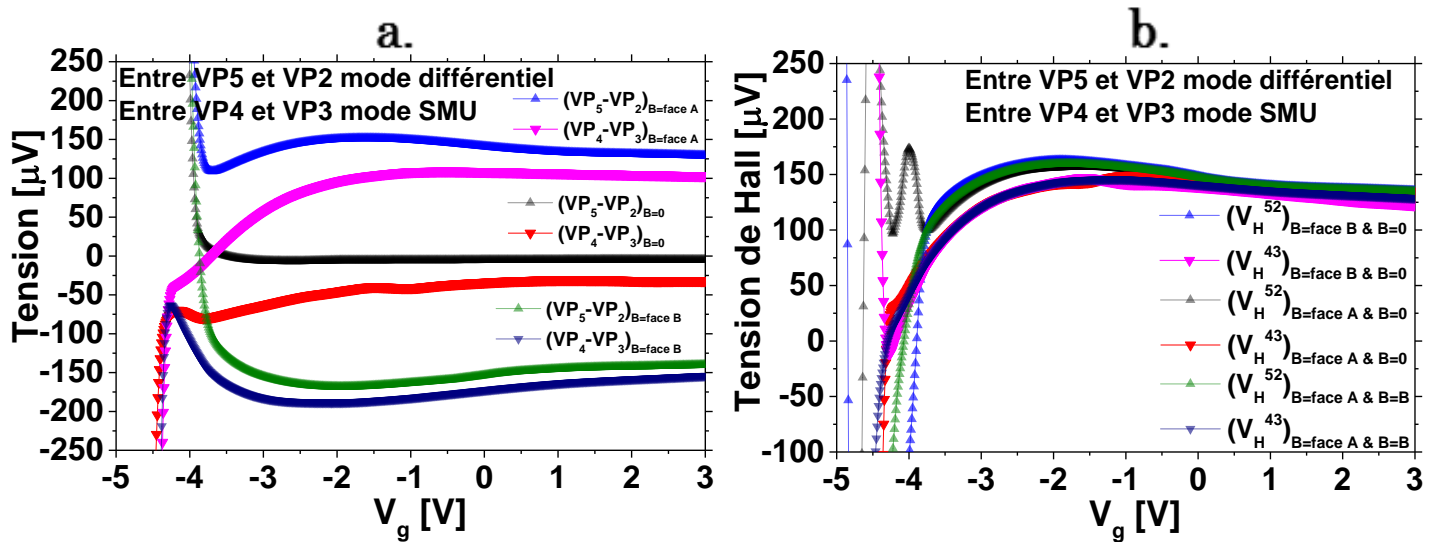 a.
Entre VP5 et VP2 mode différentiel
Entre VP4 et VP3 mode SMU
(VP5-VP2)B=face A
(VP4-VP3)B=face A
(VP5-VP2)B=0
(VP4-VP3)B=0
(VP5-VP2)B=face B
(VP4-VP3)B=face B
Tension [µV]
250
200
150
100
50
0
-50
-100
-150
-200
-250
-5 -4 -3 -2 -1 0 1 2 3
Vg [V]
b.
Entre VP5 et VP2 mode différentiel
Entre VP4 et VP3 mode SMU
(VH52)B=face B & B=0
(VH43)B=face B & B=0
(VH52)B=face A & B=0
(VH43)B=face A & B=0
(VH52)B=face A & B=B
(VH43)B=face A & B=B
Tension de Hall [µV]
250
200
150
100
50
0
-50
-100
-5 -4 -3 -2 -1 0 1 2 3
Vg [V]